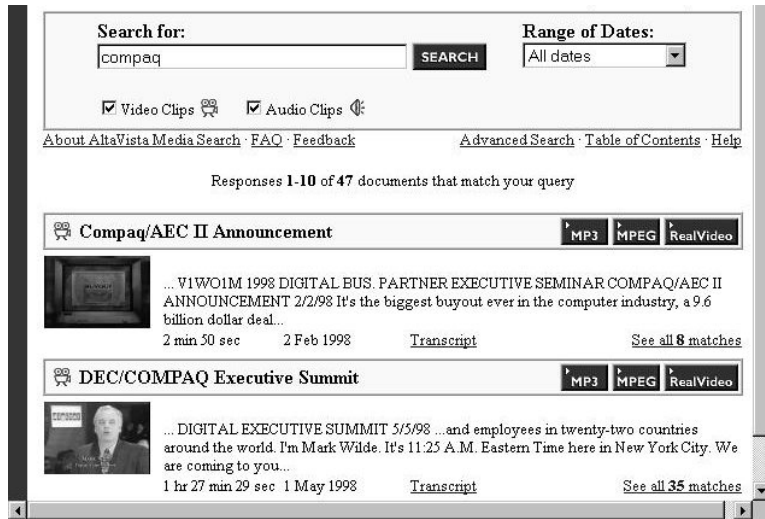 Search for:
Range of Dates:
compaq
SEARCH
All dates
Video Clips
Audio Clips
About AltaVista Media Search · FAQ · Feedback
Advanced Search · Table of Contents · Help
Responses 1-10 of 47 documents that match your query
Compaq/AEC II Announcement
MP3 MPEG RealVideo
... V1WO1M 1998 DIGITAL BUS. PARTNER EXECUTIVE SEMINAR COMPAQ/AEC II
ANNOUNCEMENT 2/2/98 It's the biggest buyout ever in the computer industry, a 9.6
billion dollar deal...
2 min 50 sec 2 Feb 1998 Transcript See all 8 matches
DEC/COMPAQ Executive Summit
MP3 MPEG RealVideo
... DIGITAL EXECUTIVE SUMMIT 5/5/98 ...and employees in twenty-two countries
around the world. I'm Mark Wilde. It's 11:25 A.M. Eastern Time here in New York City. We
are coming to you...
1 hr 27 min 29 sec 1 May 1998 Transcript See all 35 matches